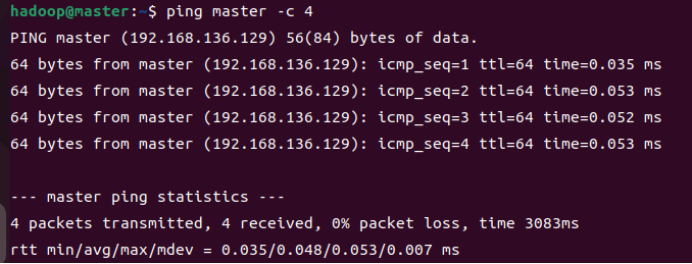 hadoop@master:~$ ping master -c 4
PING master (192.168.136.129) 56(84) bytes of data.
64 bytes from master (192.168.136.129): icmp_seq=1 ttl=64 time=0.035 ms
64 bytes from master (192.168.136.129): icmp_seq=2 ttl=64 time=0.053 ms
64 bytes from master (192.168.136.129): icmp_seq=3 ttl=64 time=0.052 ms
64 bytes from master (192.168.136.129): icmp_seq=4 ttl=64 time=0.053 ms
--- master ping statistics ---
4 packets transmitted, 4 received, 0% packet loss, time 3083ms
rtt min/avg/max/mdev = 0.035/0.048/0.053/0.007 ms